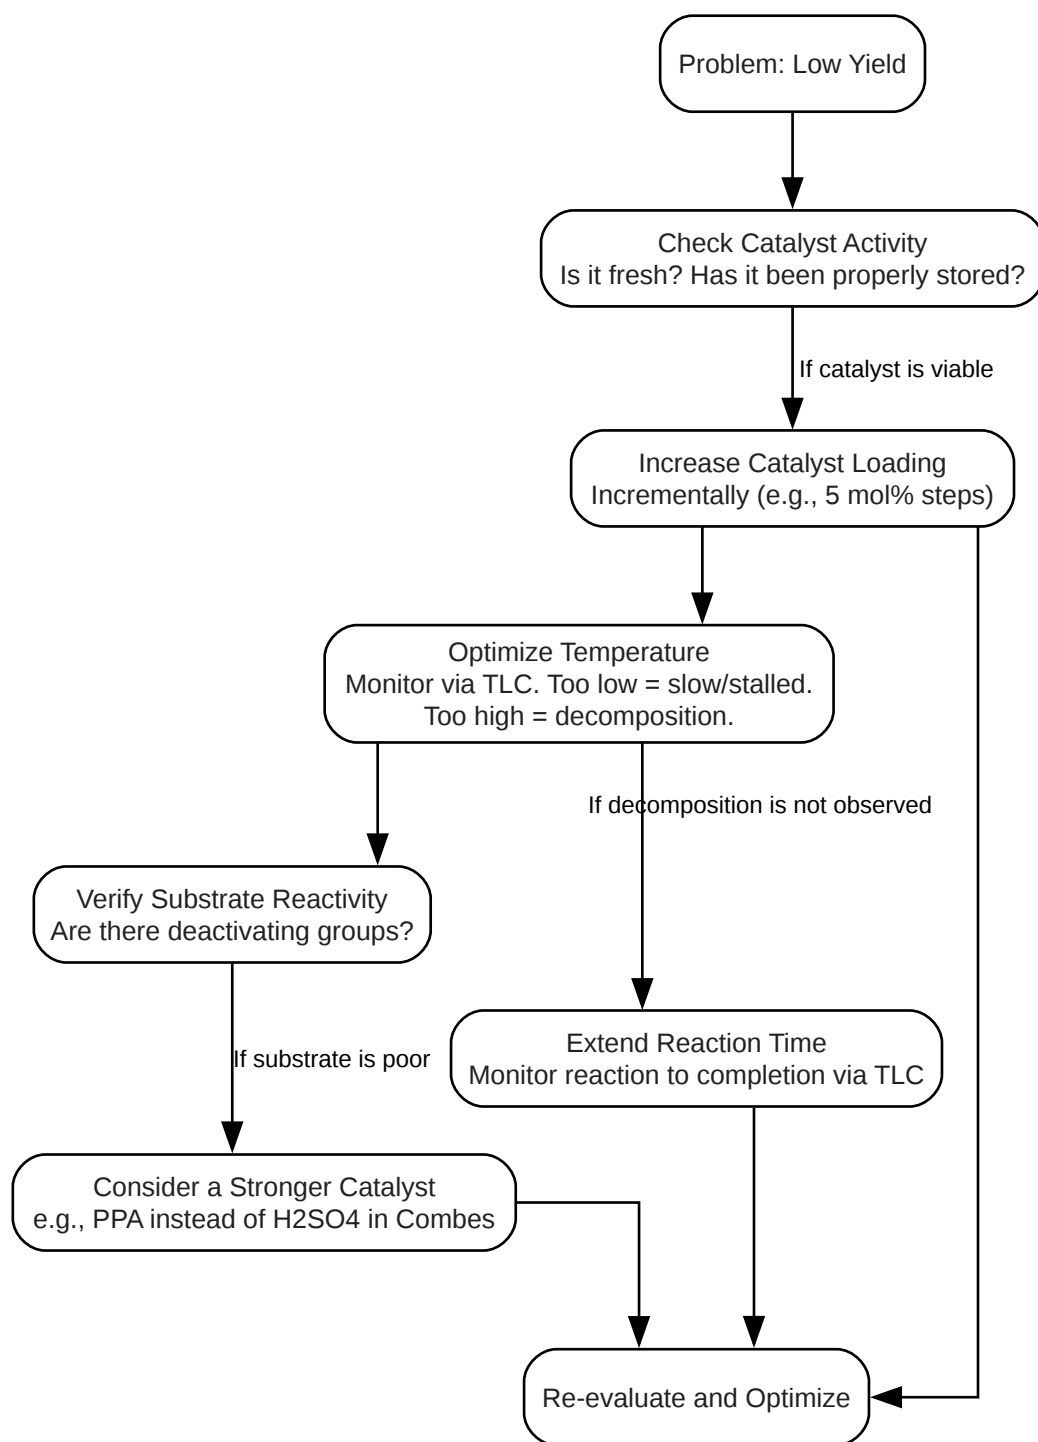 Problem: Low Yield
Check Catalyst Activity
Is it fresh? Has it been properly stored?
If catalyst is viable
Increase Catalyst Loading
Incrementally (e.g., 5 mol% steps)
Optimize Temperature
Monitor via TLC. Too low = slow/stalled.
Too high = decomposition.
If decomposition is not observed
Verify Substrate Reactivity
Are there deactivating groups?
Extend Reaction Time
Monitor reaction to completion via TLC
If substrate is poor
Consider a Stronger Catalyst
e.g., PPA instead of H2SO4 in Combes
Re-evaluate and Optimize